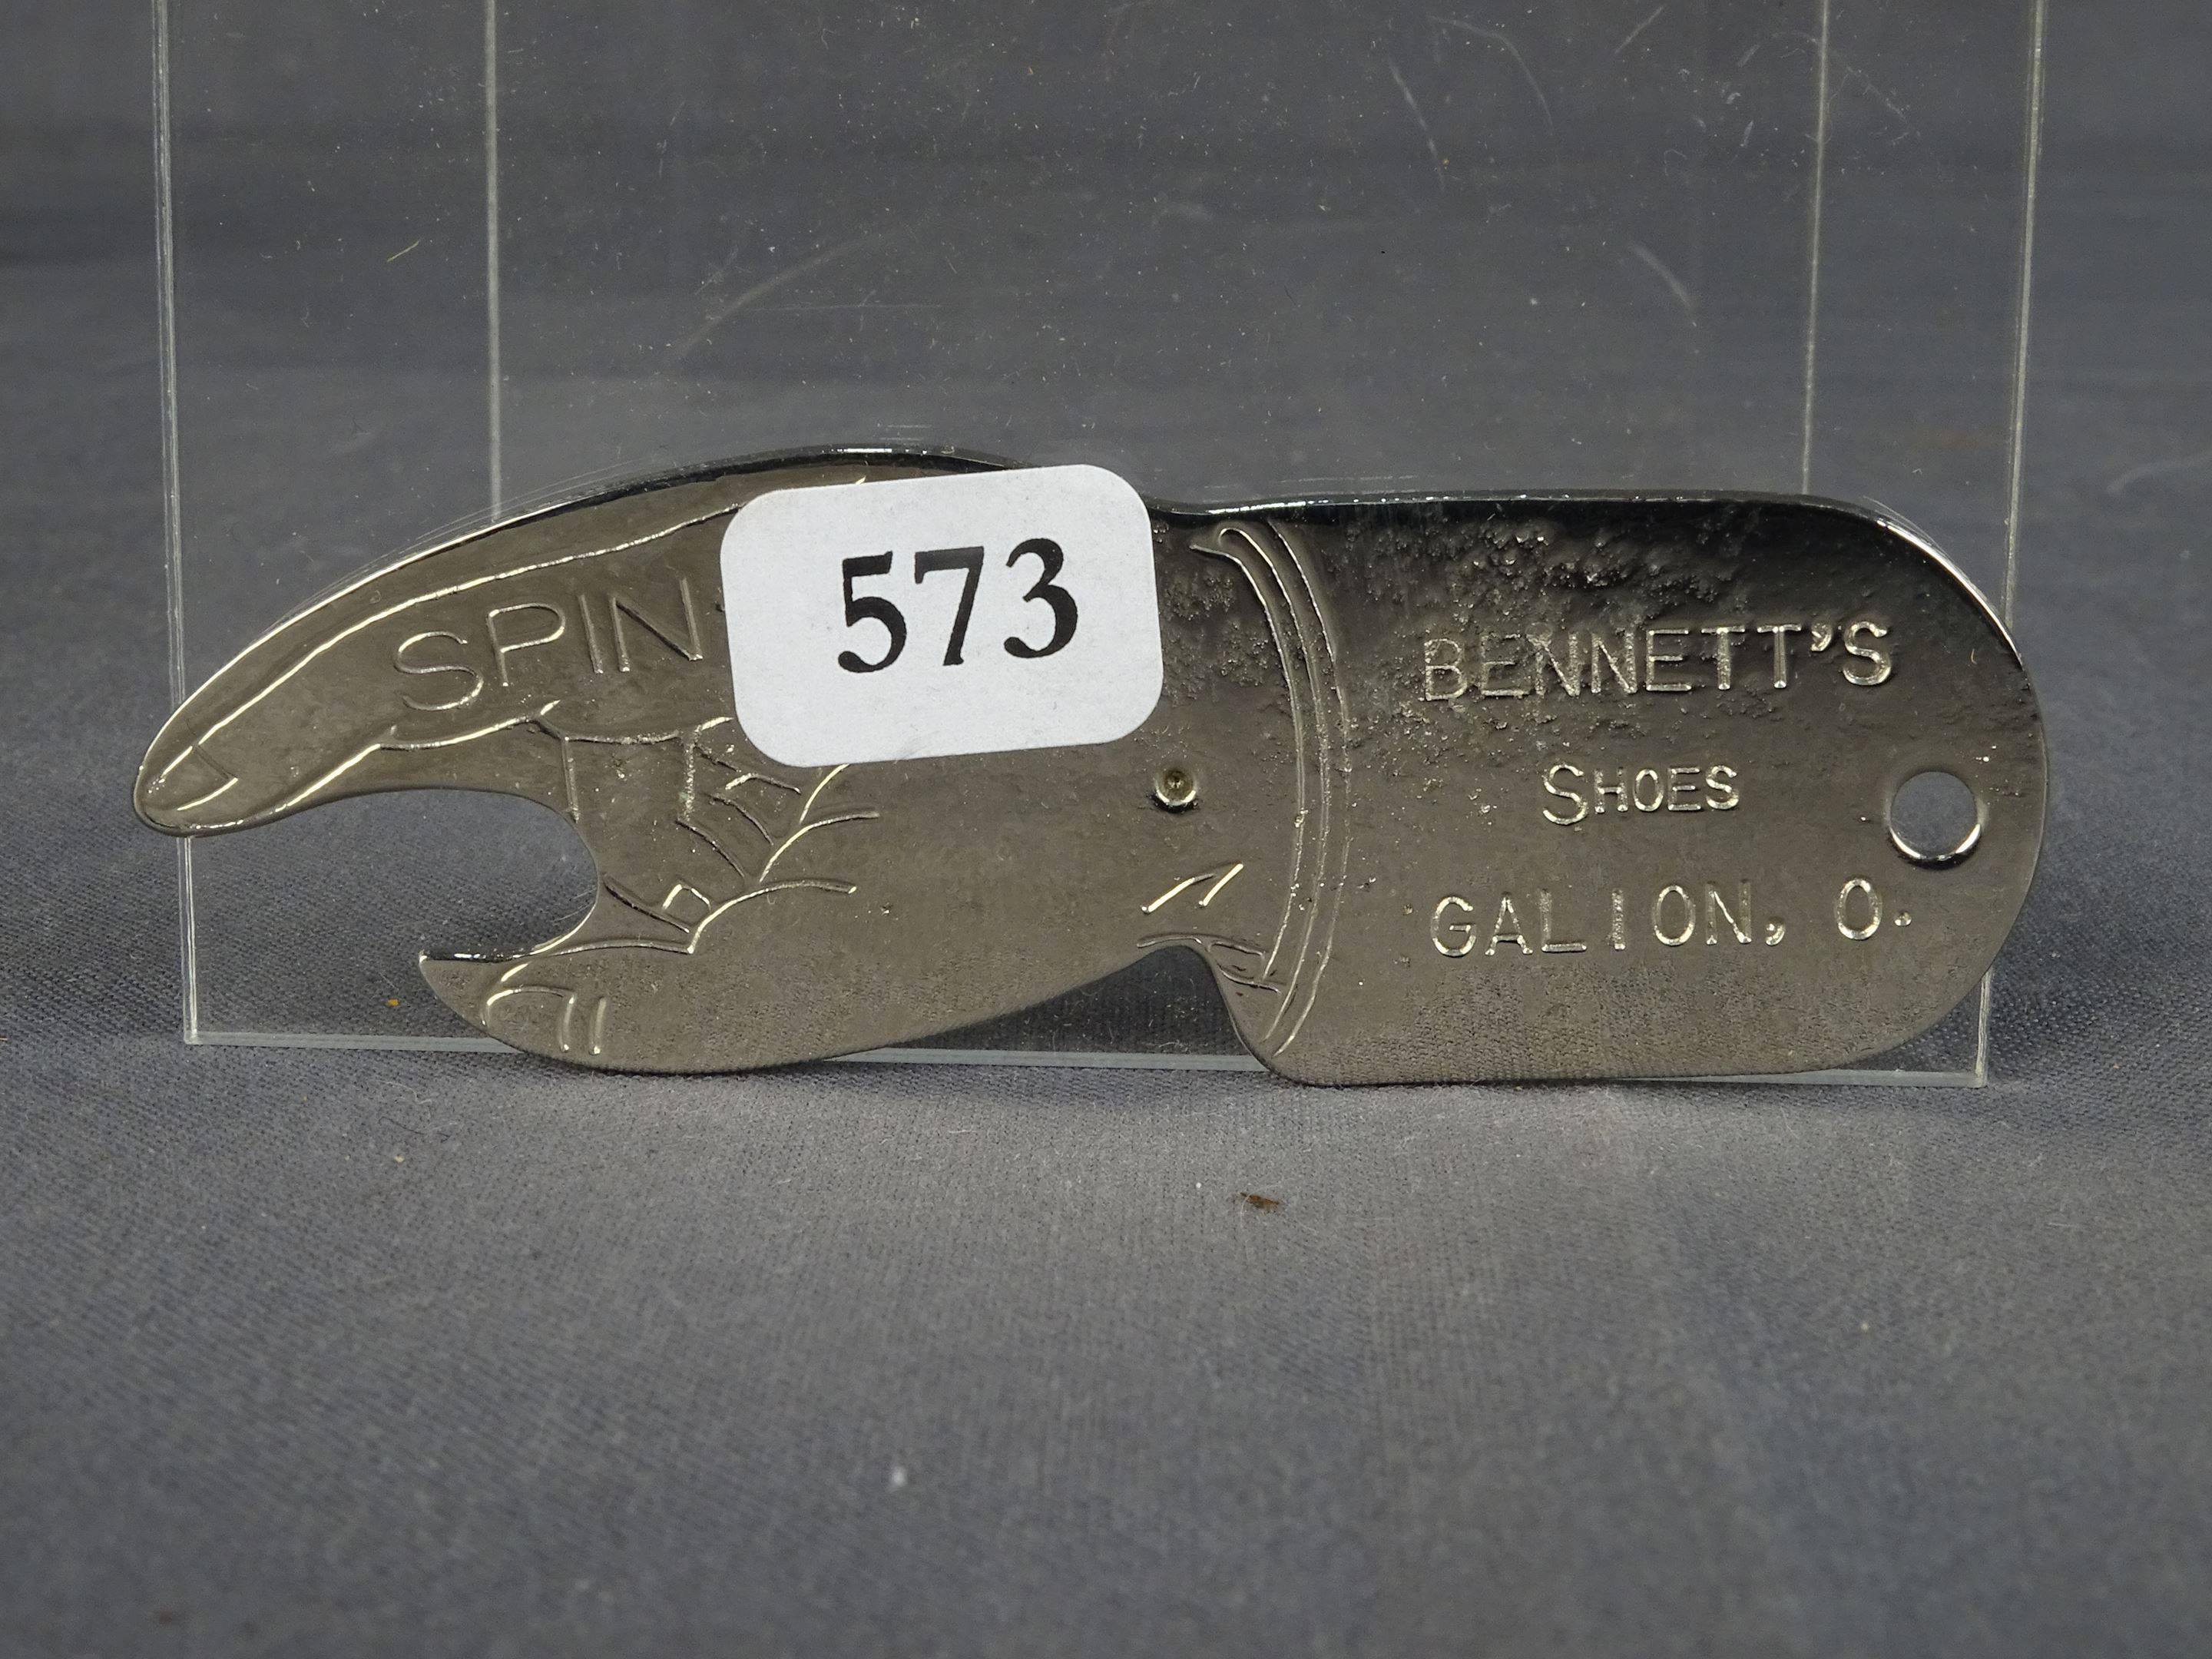 SPIN
573
BENNETT'S
SHOES
GALION, O.